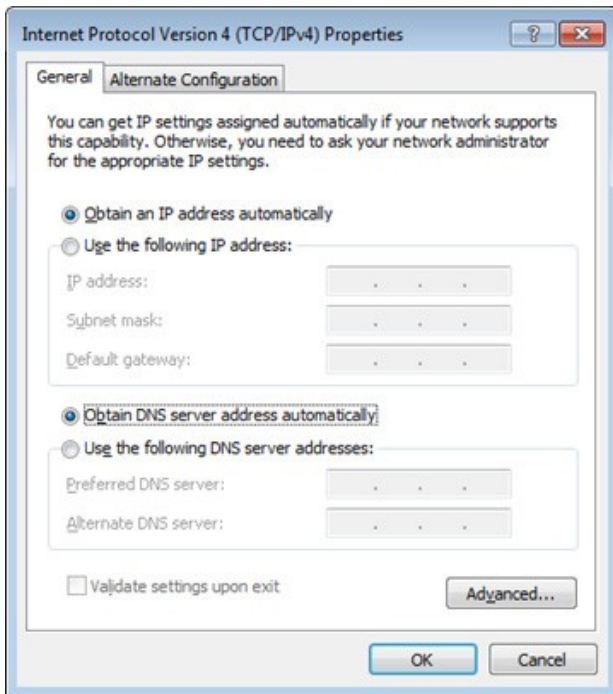 Internet Protocol Version 4 (TCP/IPv4) Properties
General
Alternate Configuration
You can get IP settings assigned automatically if your network supports
this capability. Otherwise, you need to ask your network administrator
for the appropriate IP settings.
Obtain an IP address automatically
Use the following IP address:
IP address:
Subnet mask:
Default gateway:
Obtain DNS server address automatically
Use the following DNS server addresses:
Preferred DNS server:
Alternate DNS server:
Validate settings upon exit
Advanced...
OK
Cancel